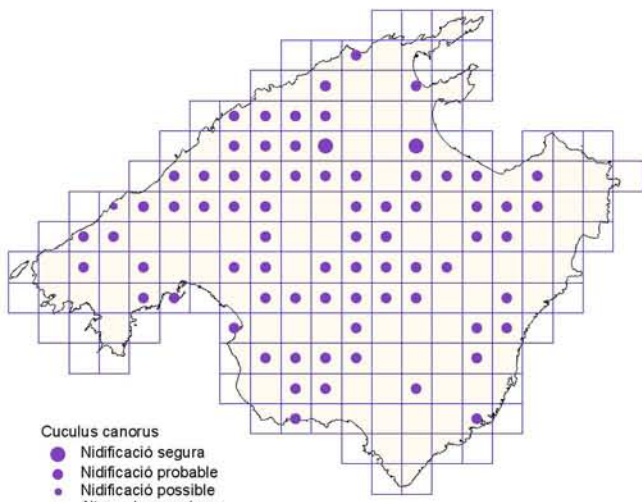 Cuculus canorus
Nidificació segura
Nidificació probable
Nidificació possible